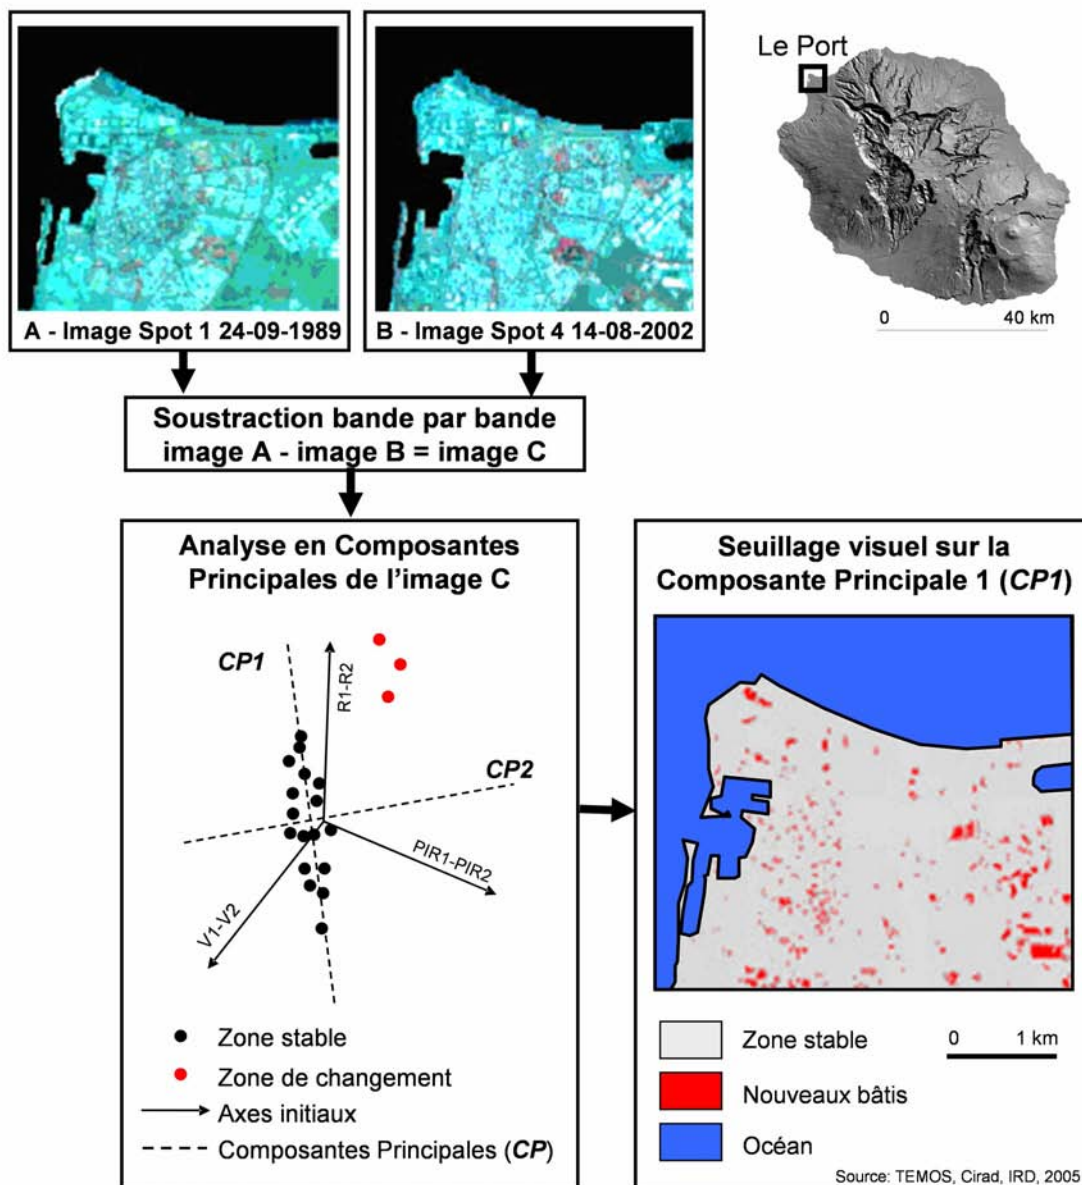 Le Port
0 40 km
A - Image Spot 1 24-09-1989
B - Image Spot 4 14-08-2002
Soustraction bande par bande
image A - image B = image C
Analyse en Composantes
Principales de l'image C
CP1
R1-R2
CP2
PIR1-PIR2
V1-V2
Zone stable
Zone de changement
Axes initiaux
Composantes Principales (CP)
Seuillage visuel sur la
Composante Principale 1 (CP1)
Zone stable
0 1 km
Nouveaux bâtis
Océan
Source: TEMOS, Cirad, IRD, 2005